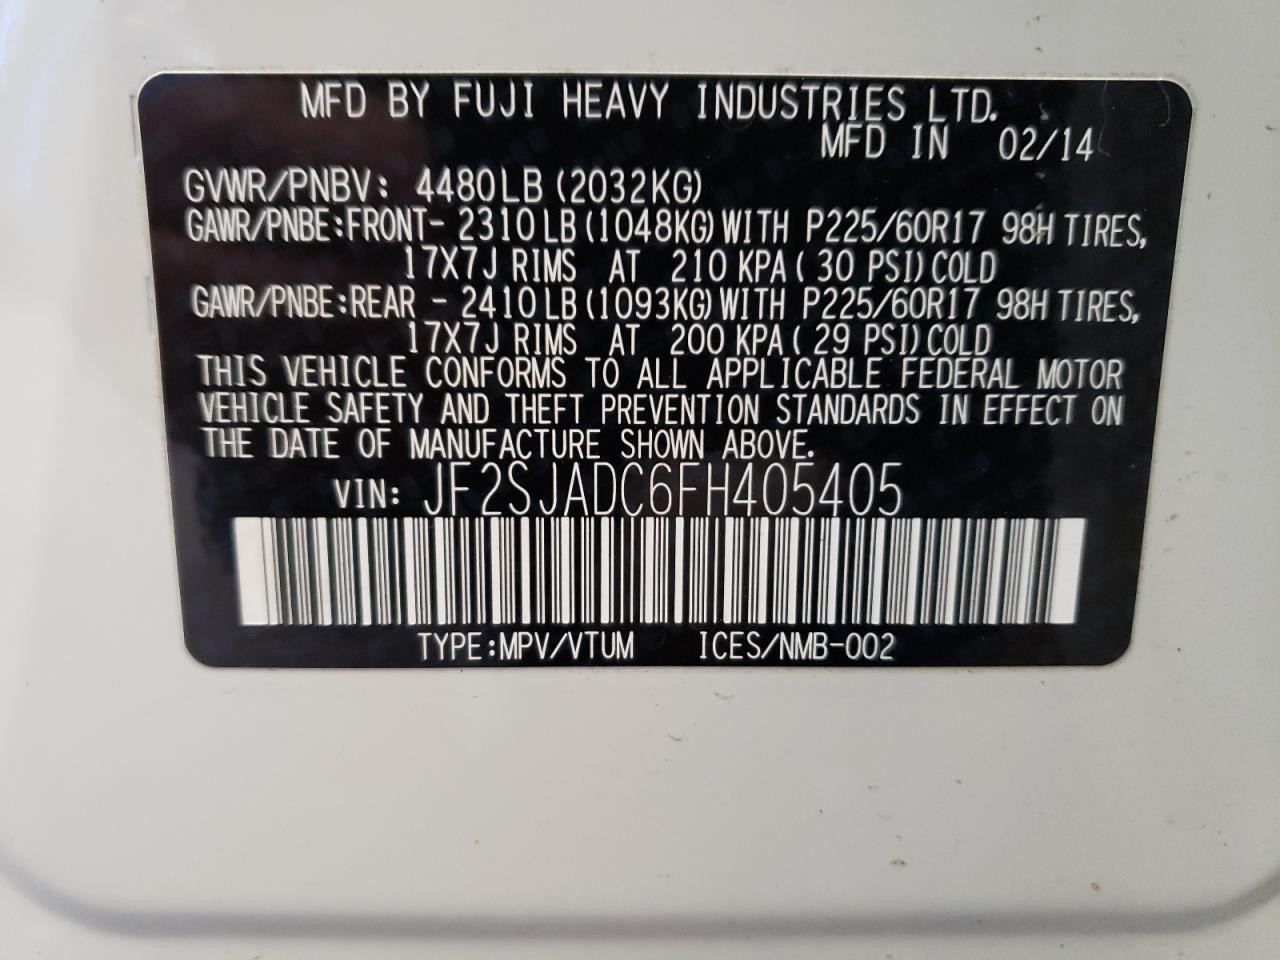 MFD BY FUJI HEAVY INDUSTRIES LTD.
MFD IN 02/14
GVWR/PNBV: 4480LB (2032KG)
GAWR/PNBE:FRONT- 2310LB(1048KG)WITH P225/60R17 98H TIRES,
17X7J RIMS AT 210 KPA( 30 PSI)COLD
GAWR/PNBE:REAR - 2410LB(1093KG)WITH P225/60R17 98H TIRES,
17X7J RIMS AT 200 KPA( 29 PSI)COLD
THIS VEHICLE CONFORMS TO ALL APPLICABLE FEDERAL MOTOR
VEHICLE SAFETY AND THEFT PREVENTION STANDARDS IN EFFECT ON
THE DATE OF MANUFACTURE SHOWN ABOVE.
VIN: JF2SJADC6FH405405
TYPE:MPV/VTUM ICES/NMB-002